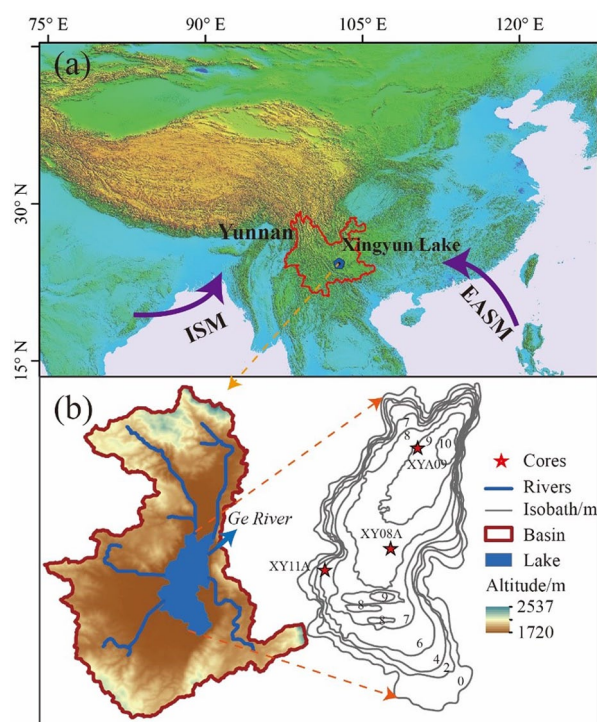 75° E 90° E 105° E 120° E
(a)
30° N
15° N
Yunnan
Xingyun Lake
ISM
EASM
(b)
Ge River
8
9
10
XYA09
XY08A
XY11A
9
8
8
7
6
4
2
0
Cores
Rivers
Isobath/m
Basin
Lake
Altitude/m
2537
1720